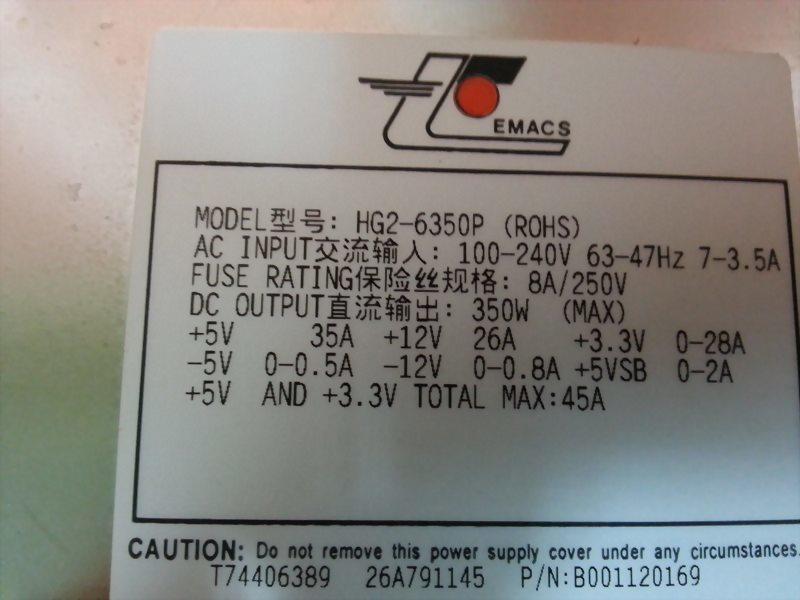 EMACS
MODEL型号: HG2-6350P (ROHS)
AC INPUT交流输入: 100-240V 63-47Hz 7-3.5A
FUSE RATING保险丝规格: 8A/250V
DC OUTPUT直流输出: 350W (MAX)
+5V 35A +12V 26A +3.3V 0-28A
-5V 0-0.5A -12V 0-0.8A +5VSB 0-2A
+5V AND +3.3V TOTAL MAX:45A
CAUTION: Do not remove this power supply cover under any circumstances.
T74406389 26A791145 P/N:B001120169